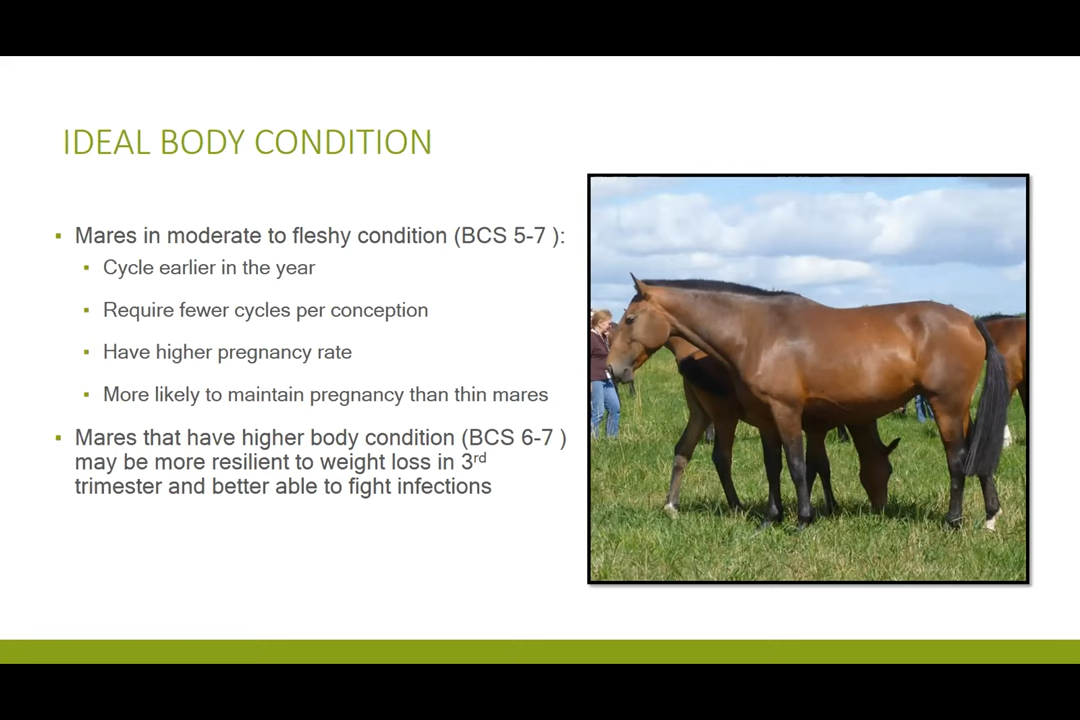 IDEAL BODY CONDITION
▪ Mares in moderate to fleshy condition (BCS 5-7 ):
▪ Cycle earlier in the year
▪ Require fewer cycles per conception
▪ Have higher pregnancy rate
▪ More likely to maintain pregnancy than thin mares
▪ Mares that have higher body condition (BCS 6-7 )
may be more resilient to weight loss in 3rd
trimester and better able to fight infections